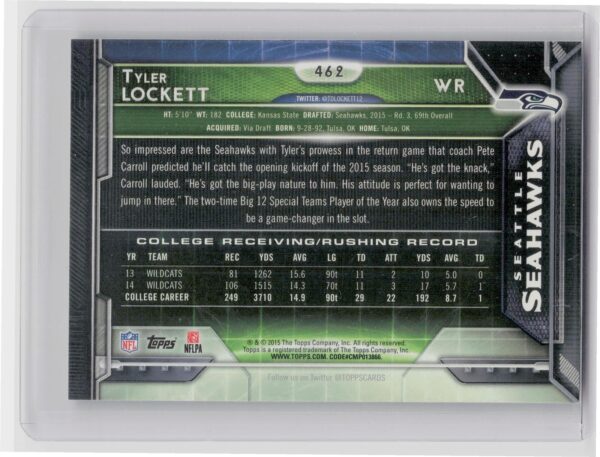 TYLER
LOCKETT
462
WR
TWITTER: @TDLOCKETT12
HT: 5'10" WT: 182 COLLEGE: Kansas State DRAFTED: Seahawks, 2015 – Rd. 3, 69th Overall
ACQUIRED: Via Draft BORN: 9-28-92, Tulsa, OK HOME: Tulsa, OK
So impressed are the Seahawks with Tyler's prowess in the return game that coach Pete
Carroll predicted he'll catch the opening kickoff of the 2015 season. "He's got the knack,"
Carroll lauded. "He's got the big-play nature to him. His attitude is perfect for wanting to
jump in there." The two-time Big 12 Special Teams Player of the Year also owns the speed to
be a game-changer in the slot.
COLLEGE RECEIVING/RUSHING RECORD
YR TEAM REC YDS AVG LG TD ATT YDS AVG TD
13 WILDCATS 81 1262 15.6 90t 11 2 10 5.0 0
14 WILDCATS 106 1515 14.3 70t 11 3 17 5.7 1
COLLEGE CAREER 249 3710 14.9 90t 29 22 192 8.7 1
SEATTLE
SEAHAWKS
NFL
Topps
NFLPA
® & © 2015 The Topps Company, Inc. All rights reserved.
Topps is a registered trademark of The Topps Company, Inc.
WWW.TOPPS.COM. CODE#CMP013866.
Follow us on Twitter @TOPPSCARDS